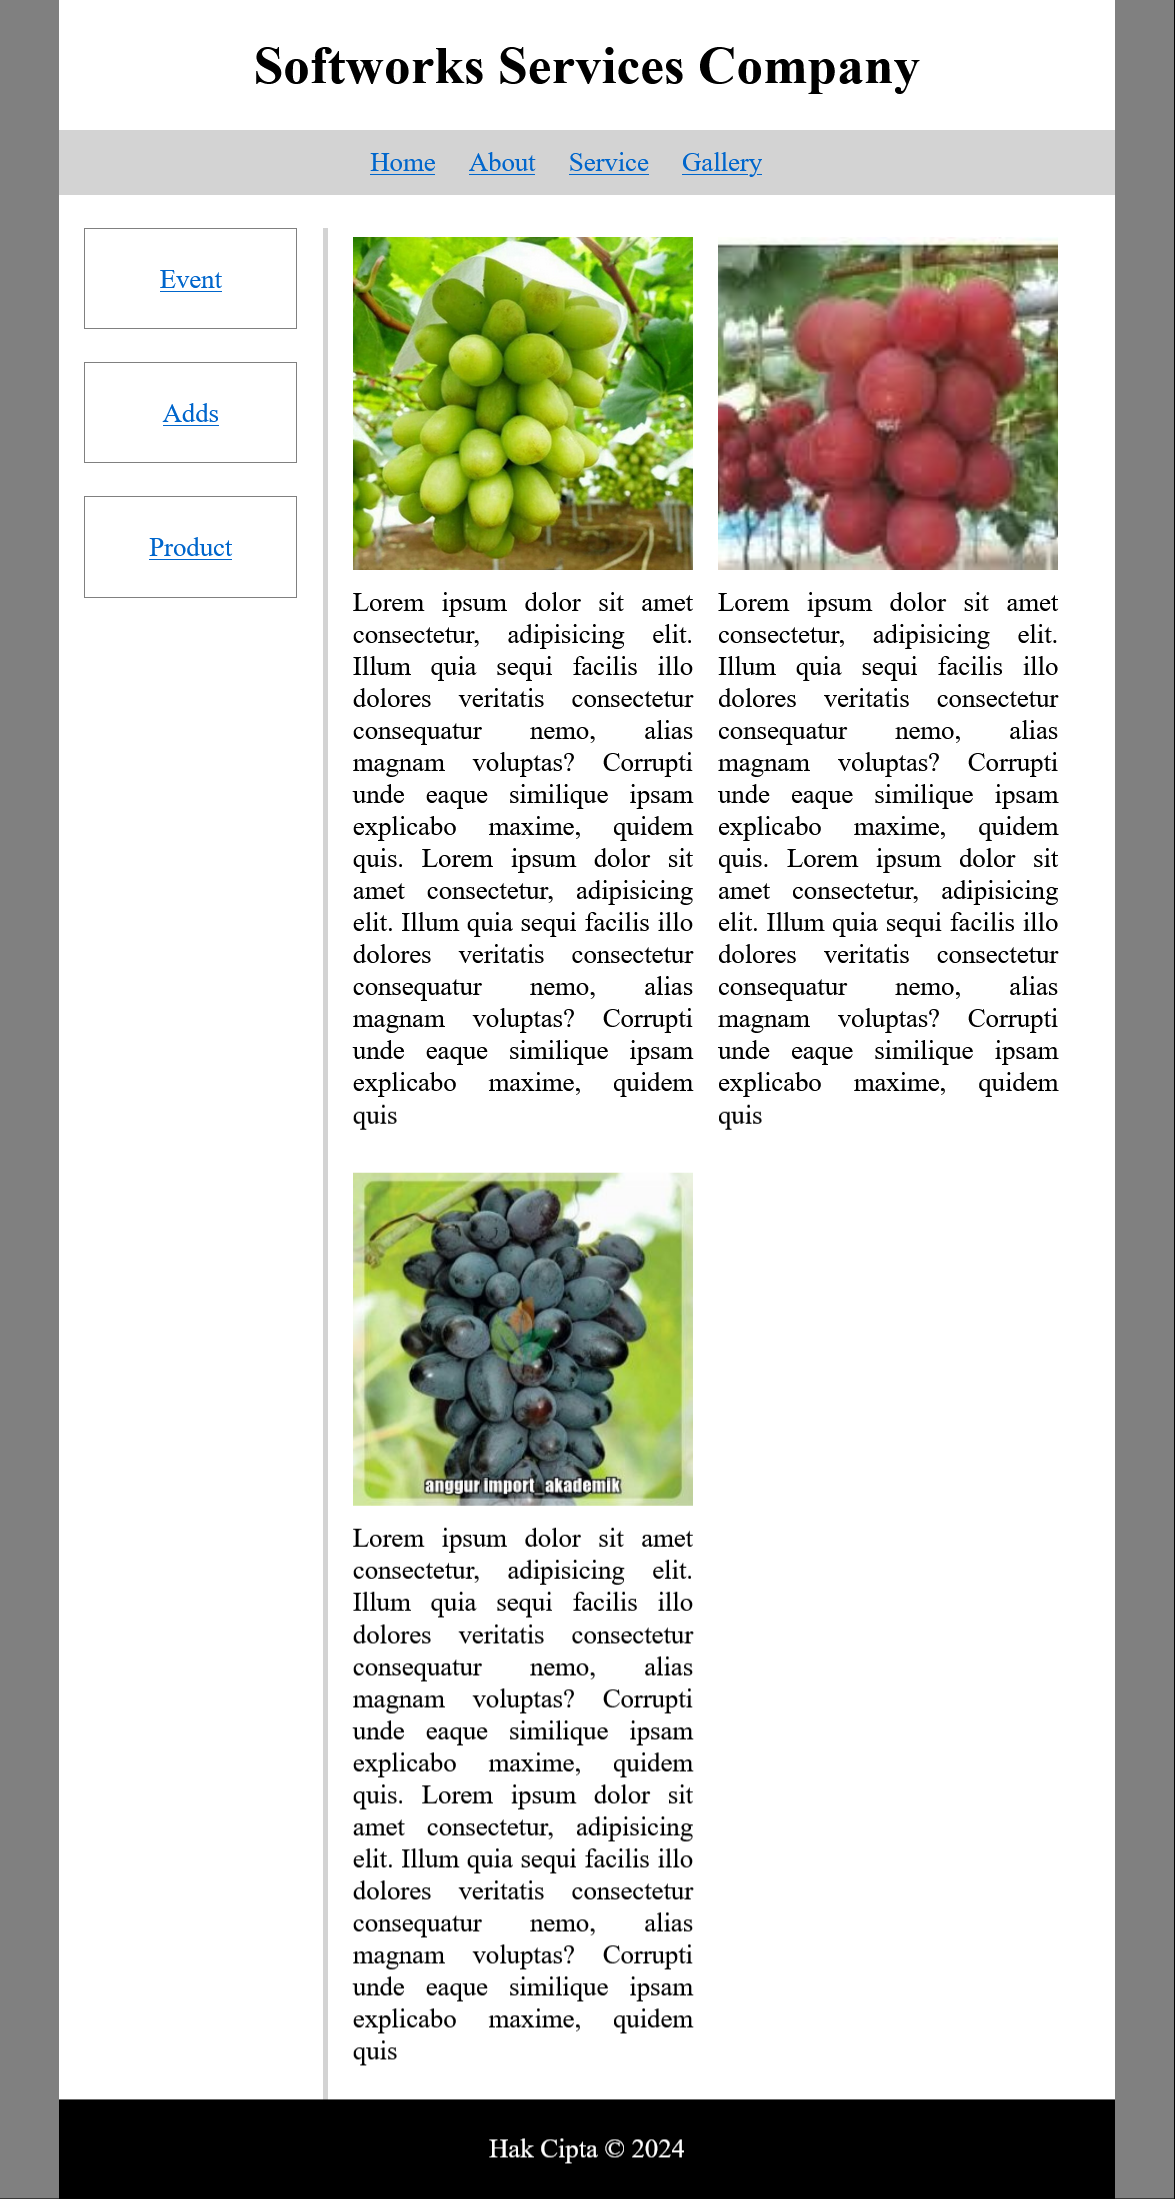 Softworks Services Company
Home About Service Gallery
Event
Adds
Product
Lorem ipsum dolor sit amet
consectetur, adipisicing elit.
Illum quia sequi facilis illo
dolores veritatis consectetur
consequatur nemo, alias
magnam voluptas? Corrupti
unde eaque similique ipsam
explicabo maxime, quidem
quis. Lorem ipsum dolor sit
amet consectetur, adipisicing
elit. Illum quia sequi facilis illo
dolores veritatis consectetur
consequatur nemo, alias
magnam voluptas? Corrupti
unde eaque similique ipsam
explicabo maxime, quidem
quis
Lorem ipsum dolor sit amet
consectetur, adipisicing elit.
Illum quia sequi facilis illo
dolores veritatis consectetur
consequatur nemo, alias
magnam voluptas? Corrupti
unde eaque similique ipsam
explicabo maxime, quidem
quis. Lorem ipsum dolor sit
amet consectetur, adipisicing
elit. Illum quia sequi facilis illo
dolores veritatis consectetur
consequatur nemo, alias
magnam voluptas? Corrupti
unde eaque similique ipsam
explicabo maxime, quidem
quis
anggur import_akademik
Lorem ipsum dolor sit amet
consectetur, adipisicing elit.
Illum quia sequi facilis illo
dolores veritatis consectetur
consequatur nemo, alias
magnam voluptas? Corrupti
unde eaque similique ipsam
explicabo maxime, quidem
quis. Lorem ipsum dolor sit
amet consectetur, adipisicing
elit. Illum quia sequi facilis illo
dolores veritatis consectetur
consequatur nemo, alias
magnam voluptas? Corrupti
unde eaque similique ipsam
explicabo maxime, quidem
quis
Hak Cipta © 2024